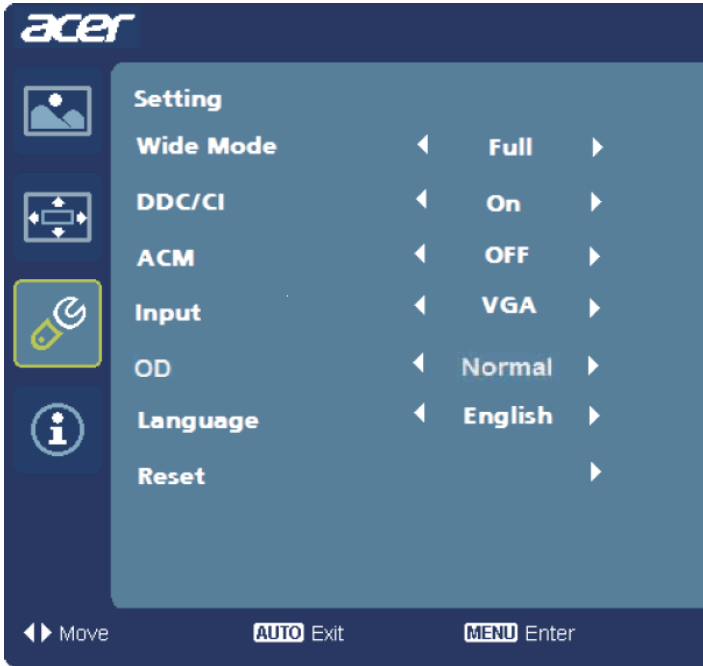 acer
Setting
Wide Mode Full
DDC/CI On
ACM OFF
Input VGA
OD Normal
Language English
Reset
Move AUTO Exit MENU Enter